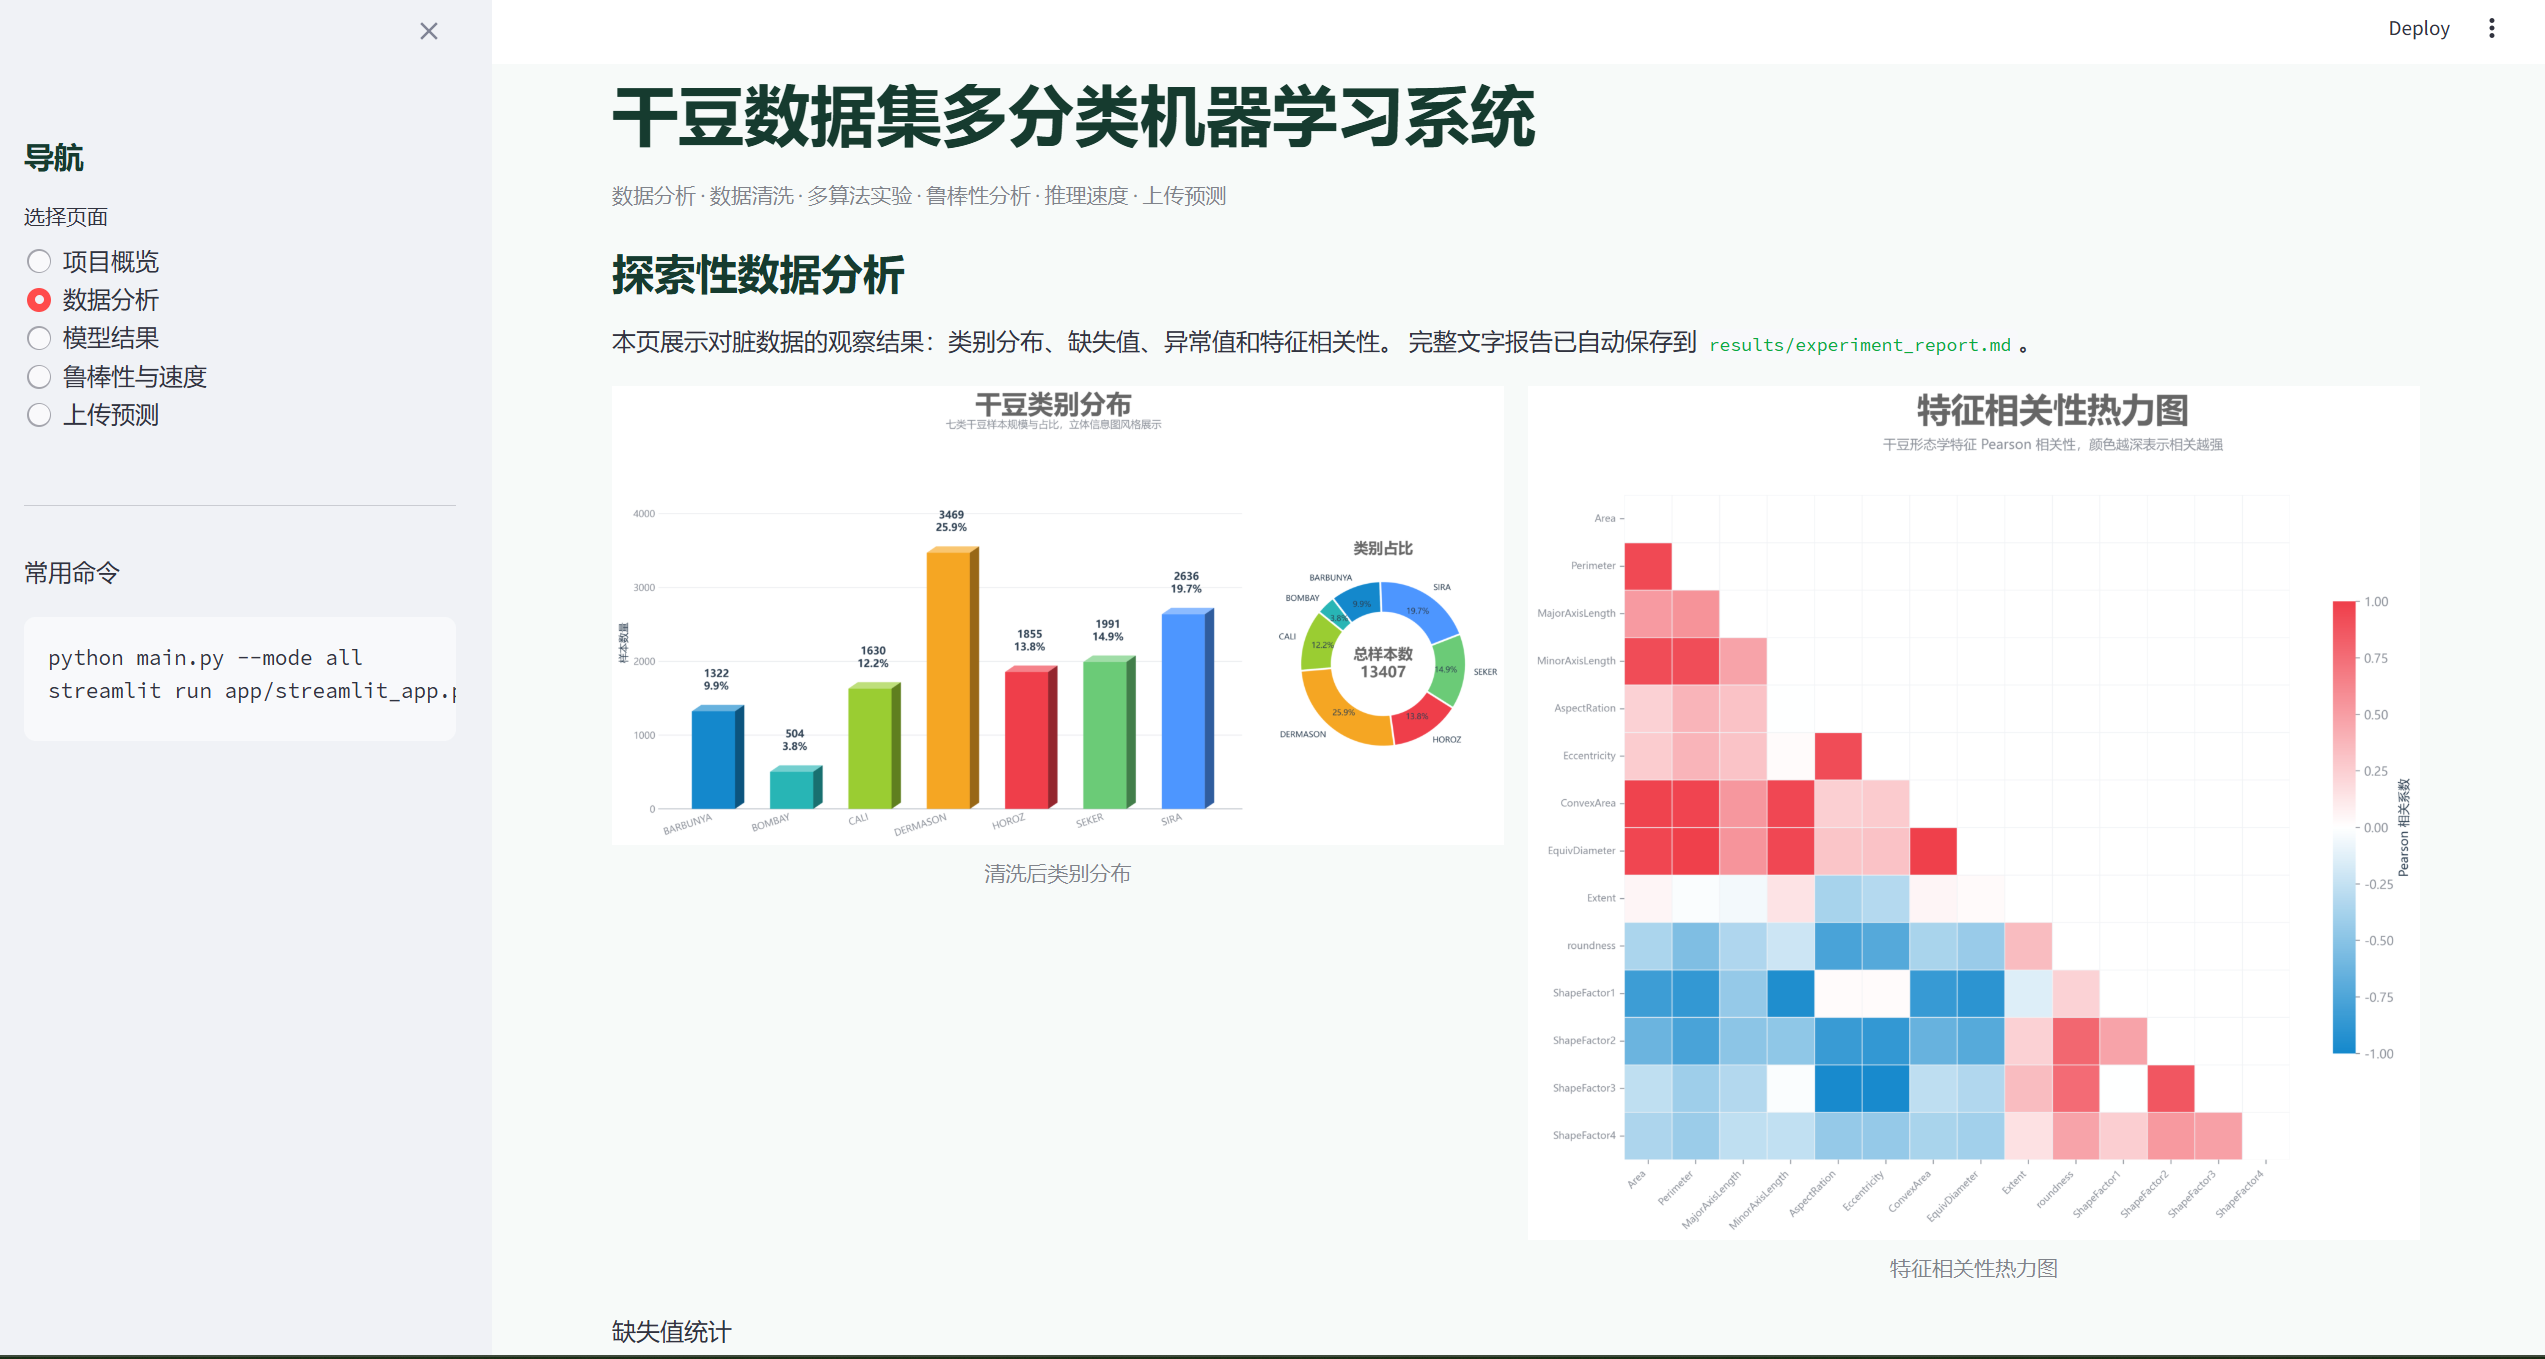 Deploy
导航
选择页面
项目概览
数据分析
模型结果
鲁棒性与速度
上传预测
常用命令
python main.py --mode all
streamlit run app/streamlit_app.p
干豆数据集多分类机器学习系统
数据分析 · 数据清洗 · 多算法实验 · 鲁棒性分析 · 推理速度 · 上传预测
探索性数据分析
本页展示对脏数据的观察结果：类别分布、缺失值、异常值和特征相关性。 完整文字报告已自动保存到 results/experiment_report.md 。
干豆类别分布
七类干豆样本规模与占比，立体信息图风格展示
样本数量
4000
3000
2000
1000
0
1322
9.9%
504
3.8%
1630
12.2%
3469
25.9%
1855
13.8%
1991
14.9%
2636
19.7%
BARBUNYA
BOMBAY
CALI
DERMASON
HOROZ
SEKER
SIRA
类别占比
BARBUNYA
9.9%
BOMBAY
3.8%
CALI
12.2%
DERMASON
25.9%
HOROZ
13.8%
SEKER
14.9%
SIRA
19.7%
总样本数
13407
清洗后类别分布
特征相关性热力图
干豆形态学特征 Pearson 相关性，颜色越深表示相关越强
Area
Perimeter
MajorAxisLength
MinorAxisLength
AspectRation
Eccentricity
ConvexArea
EquivDiameter
Extent
roundness
ShapeFactor1
ShapeFactor2
ShapeFactor3
ShapeFactor4
Area
Perimeter
MajorAxisLength
MinorAxisLength
AspectRation
Eccentricity
ConvexArea
EquivDiameter
Extent
roundness
ShapeFactor1
ShapeFactor2
ShapeFactor3
ShapeFactor4
1.00
0.75
0.50
0.25
0.00
-0.25
-0.50
-0.75
-1.00
Pearson 相关系数
特征相关性热力图
缺失值统计